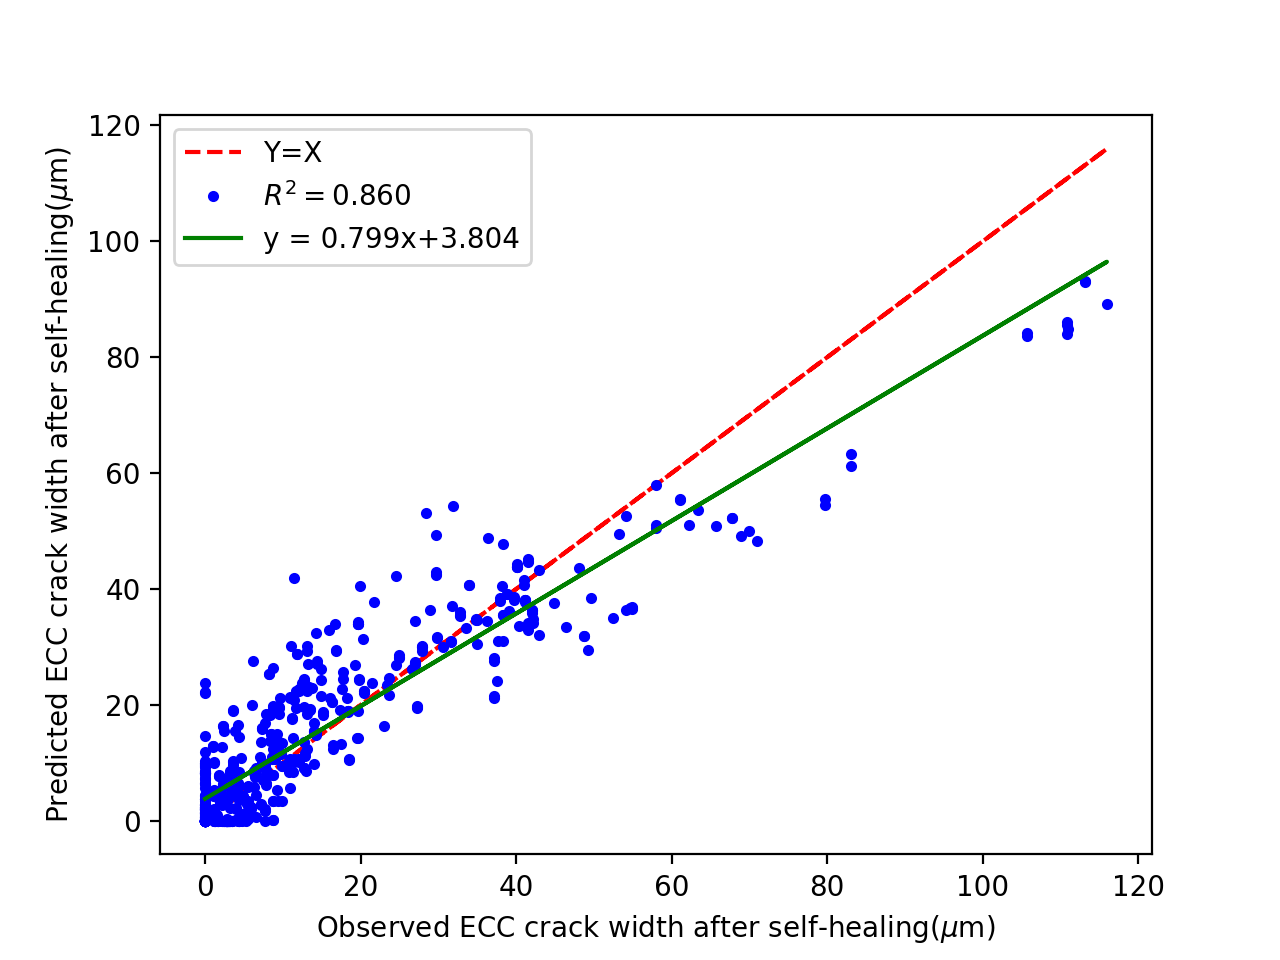 Y=X
R² = 0.860
y = 0.799x+3.804
Predicted ECC crack width after self-healing(μm)
120
100
80
60
40
20
0
0 20 40 60 80 100 120
Observed ECC crack width after self-healing(μm)